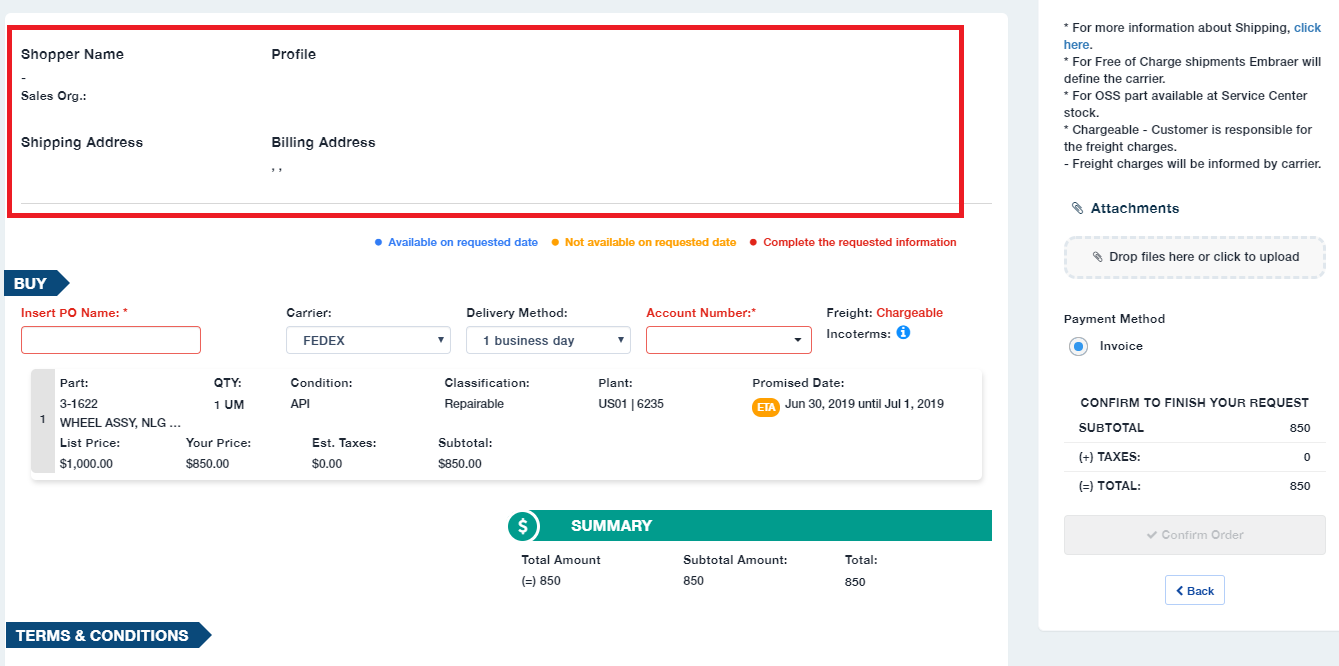 Shopper Name Profile
-
Sales Org.:
Shipping Address Billing Address
, ,
Available on requested date Not available on requested date Complete the requested information
BUY
Insert PO Name: * Carrier: Delivery Method: Account Number:* Freight: Chargeable
FEDEX 1 business day Incoterms:
1
Part: QTY: Condition: Classification: Plant: Promised Date:
3-1622 1 UM API Repairable US01 | 6235 ETA Jun 30, 2019 until Jul 1, 2019
WHEEL ASSY, NLG ...
List Price: Your Price: Est. Taxes: Subtotal:
$1,000.00 $850.00 $0.00 $850.00
$ SUMMARY
Total Amount Subtotal Amount: Total:
(=) 850 850 850
TERMS & CONDITIONS
* For more information about Shipping, click
here.
* For Free of Charge shipments Embraer will
define the carrier.
* For OSS part available at Service Center
stock.
* Chargeable - Customer is responsible for
the freight charges.
- Freight charges will be informed by carrier.
Attachments
Drop files here or click to upload
Payment Method
Invoice
CONFIRM TO FINISH YOUR REQUEST
SUBTOTAL 850
(+) TAXES: 0
(=) TOTAL: 850
Confirm Order
Back